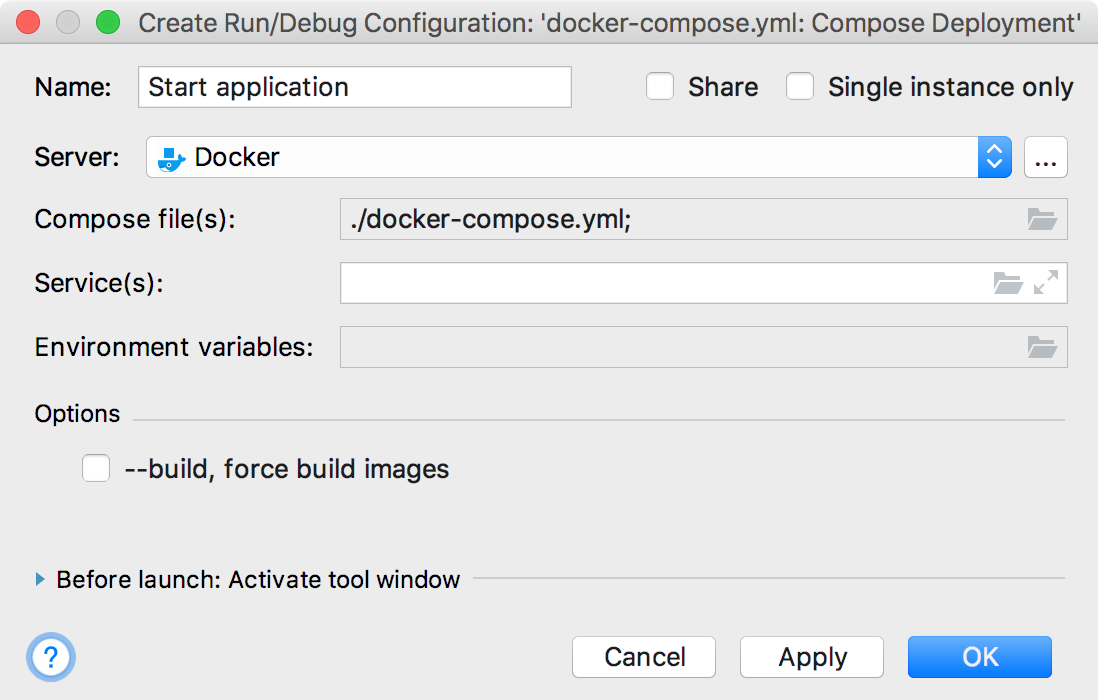 Create Run/Debug Configuration: 'docker-compose.yml: Compose Deployment'
Name: Start application Share Single instance only
Server: Docker ...
Compose file(s): ./docker-compose.yml;
Service(s):
Environment variables:
Options
--build, force build images
Before launch: Activate tool window
? Cancel Apply OK